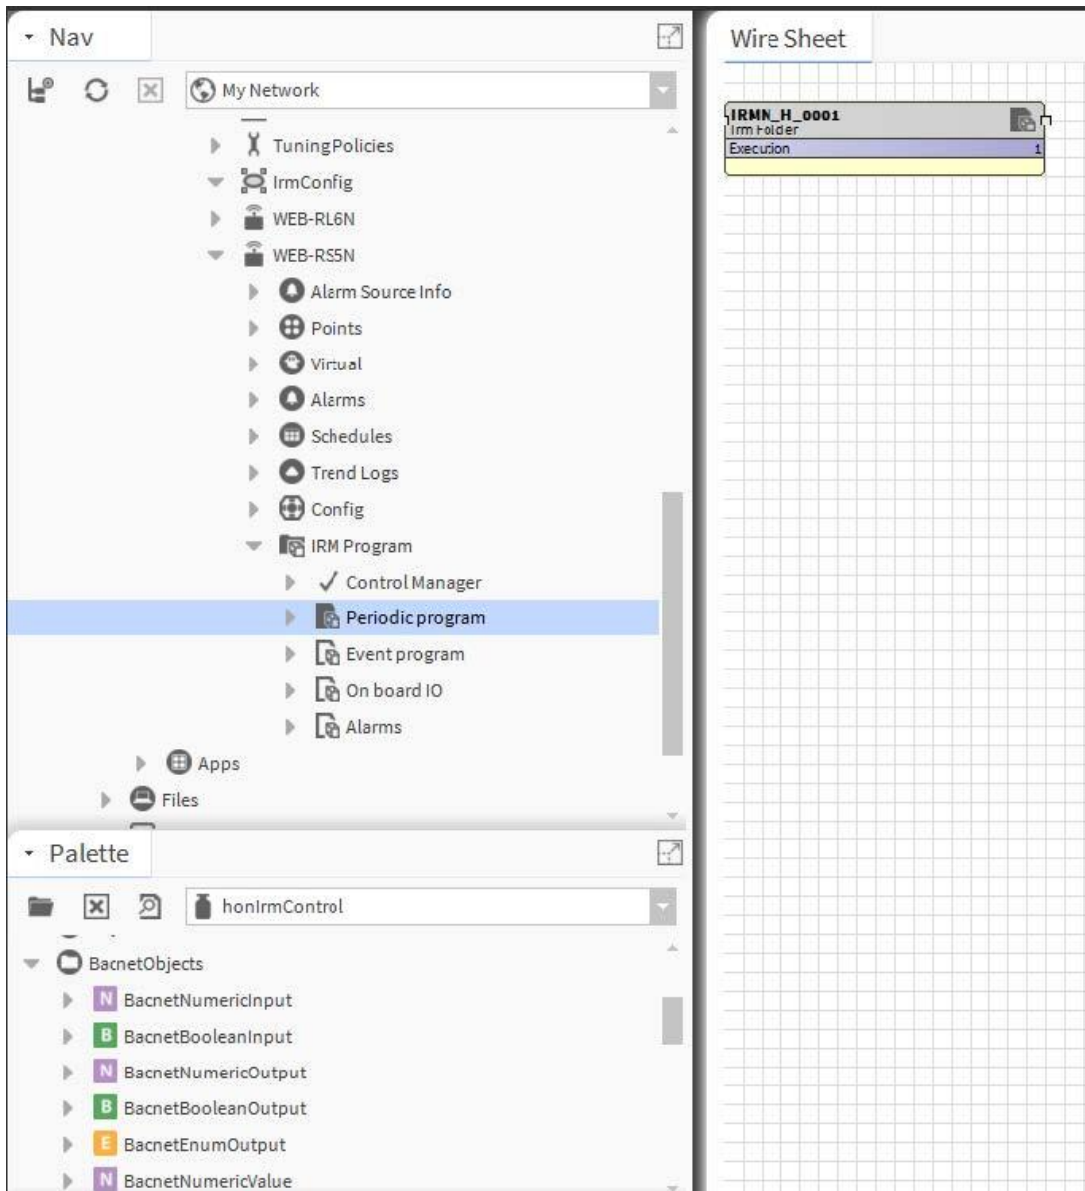 Nav
My Network
TuningPolicies
IrmConfig
WEB-RL6N
WEB-RS5N
Alarm Source Info
Points
Virtual
Alarms
Schedules
Trend Logs
Config
IRM Program
Control Manager
Periodic program
Event program
On board IO
Alarms
Apps
Files
Palette
honIrmControl
BacnetObjects
N BacnetNumericInput
B BacnetBooleanInput
N BacnetNumericOutput
B BacnetBooleanOutput
E BacnetEnumOutput
N BacnetNumericValue
Wire Sheet
IRMN_H_0001
Irm Folder
Execution 1